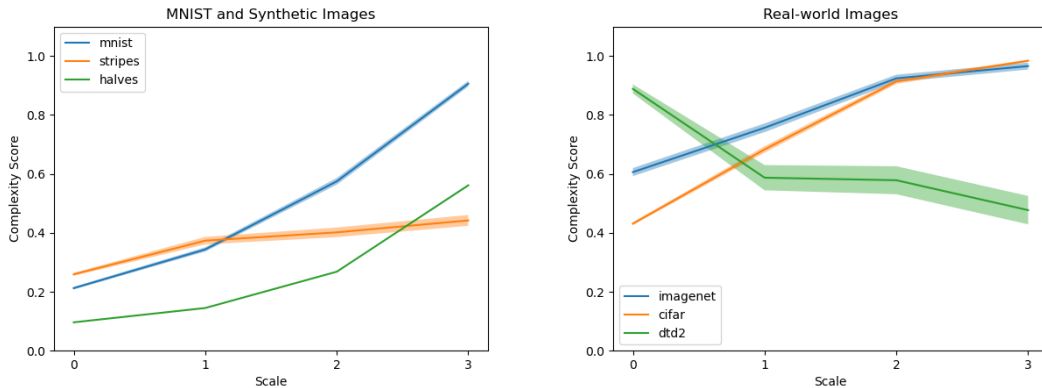 MNIST and Synthetic Images
mnist
stripes
halves
1.0
0.8
0.6
0.4
0.2
0.0
Complexity Score
0 1 2 3
Scale
Real-world Images
1.0
0.8
0.6
0.4
0.2
0.0
Complexity Score
imagenet
cifar
dtd2
0 1 2 3
Scale